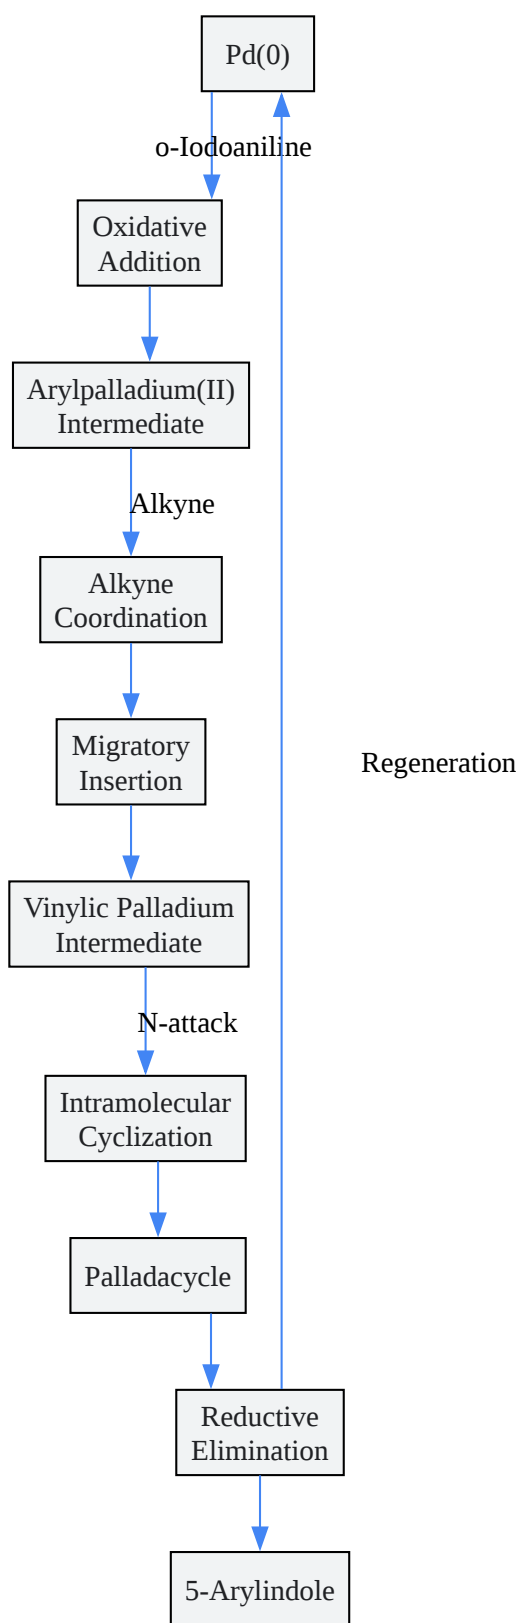 Pd(0)
o-Iodoaniline
Oxidative
Addition
Arylpalladium(II)
Intermediate
Alkyne
Alkyne
Coordination
Migratory
Insertion
Regeneration
Vinylic Palladium
Intermediate
N-attack
Intramolecular
Cyclization
Palladacycle
Reductive
Elimination
5-Arylindole